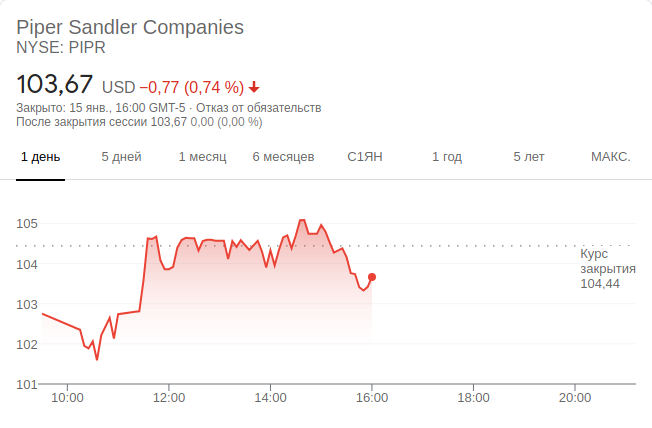 Piper Sandler Companies
NYSE: PIPR
103,67 USD −0,77 (0,74 %)
Закрыто: 15 янв., 16:00 GMT-5 · Отказ от обязательств
После закрытия сессии 103,67 0,00 (0,00 %)
1 день 5 дней 1 месяц 6 месяцев С1ЯН 1 год 5 лет МАКС.
105
104
103
102
101
Курс
закрытия
104,44
10:00 12:00 14:00 16:00 18:00 20:00